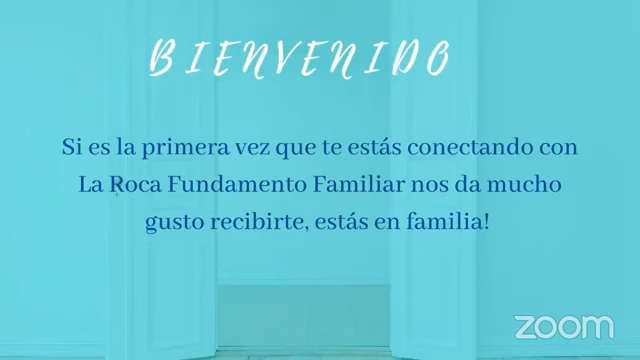 BIENVENIDO
Si es la primera vez que te estás conectando con
La Roca Fundamento Familiar nos da mucho
gusto recibirte, estás en familia!
zoom